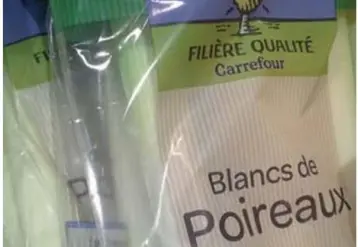 FILIÈRE QUALITÉ
Carrefour
Blancs de
Poireaux